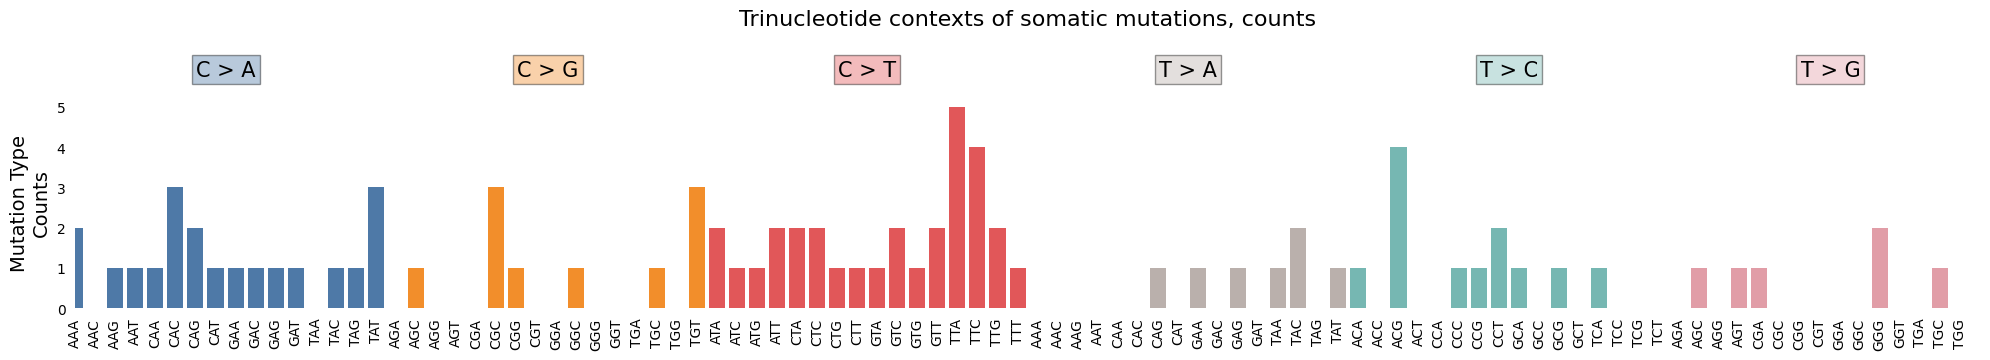 Trinucleotide contexts of somatic mutations, counts
C > A C > G C > T T > A T > C T > G
Mutation Type
Counts
5
4
3
2
1
0
AAA AAC AAG AAT CAA CAC CAG CAT GAA GAC GAG GAT TAA TAC TAG TAT AGA AGC AGG AGT CGA CGC CGG CGT GGA GGC GGG GGT TGA TGC TGG TGT ATA ATC ATG ATT CTA CTC CTG CTT GTA GTC GTG GTT TTA TTC TTG TTT AAA AAC AAG AAT CAA CAC CAG CAT GAA GAC GAG GAT TAA TAC TAG TAT ACA ACC ACG ACT CCA CCC CCG CCT GCA GCC GCG GCT TCA TCC TCG TCT AGA AGC AGG AGT CGA CGC CGG CGT GGA GGC GGG GGT TGA TGC TGG